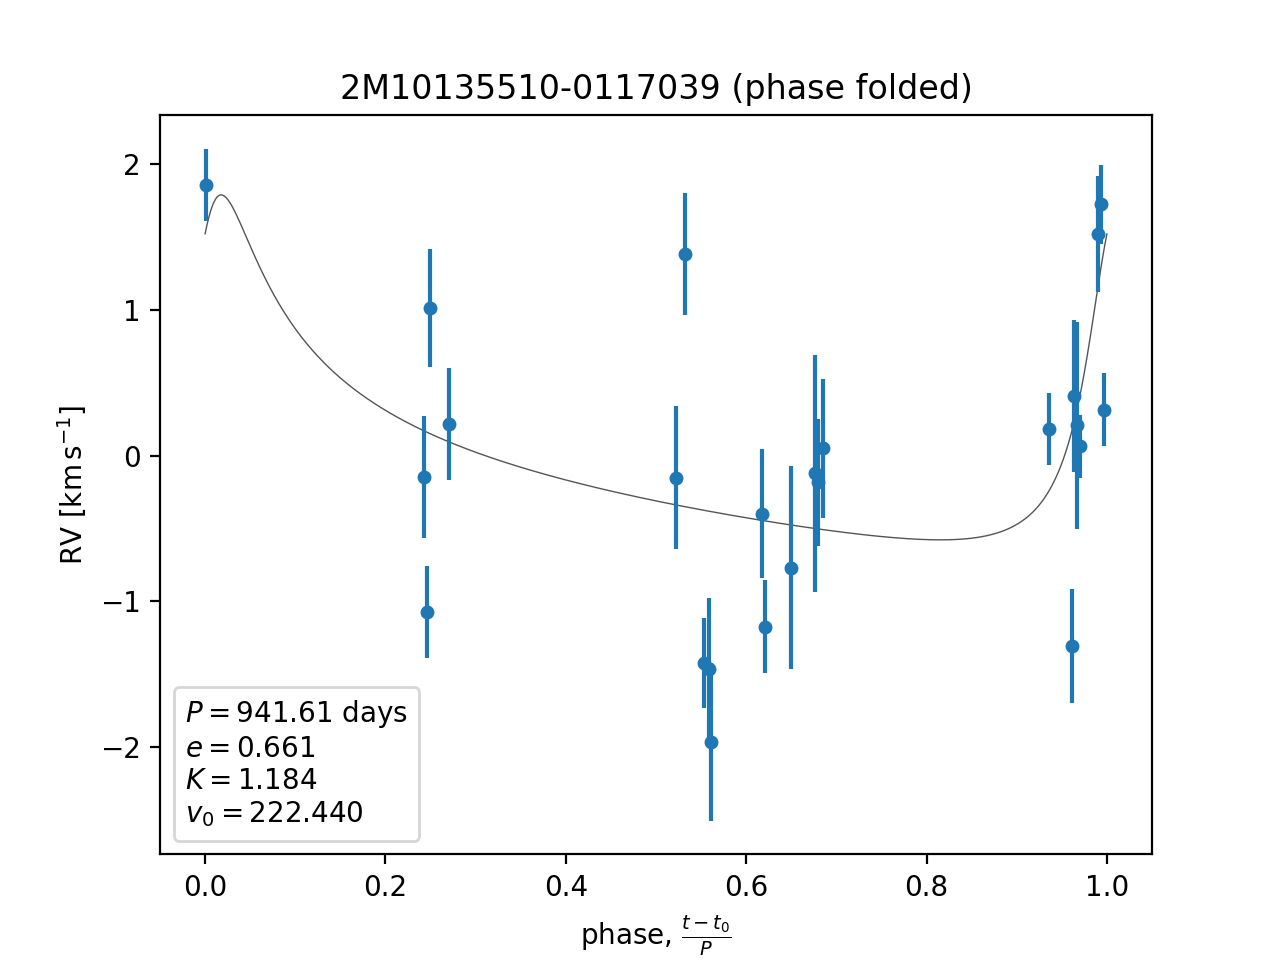 2M10135510-0117039 (phase folded)
RV [km s⁻¹]
2
1
0
−1
−2
P = 941.61 days
e = 0.661
K = 1.184
v₀ = 222.440
0.0 0.2 0.4 0.6 0.8 1.0
phase, (t − t₀)/P